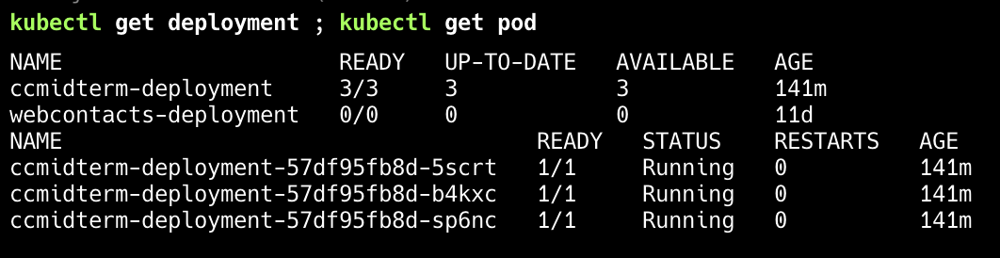 kubectl get deployment ; kubectl get pod
NAME READY UP-TO-DATE AVAILABLE AGE
ccmidterm-deployment 3/3 3 3 141m
webcontacts-deployment 0/0 0 0 11d
NAME READY STATUS RESTARTS AGE
ccmidterm-deployment-57df95fb8d-5scrt 1/1 Running 0 141m
ccmidterm-deployment-57df95fb8d-b4kxc 1/1 Running 0 141m
ccmidterm-deployment-57df95fb8d-sp6nc 1/1 Running 0 141m